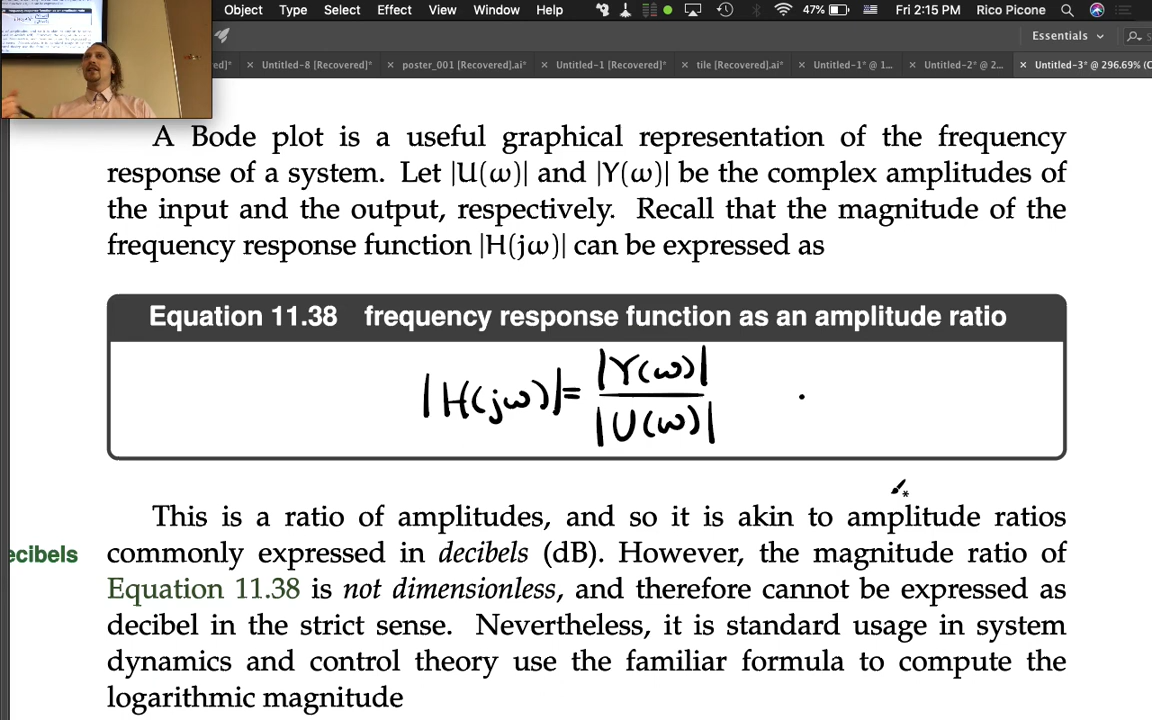 Object Type Select Effect View Window Help 47% Fri 2:15 PM Rico Picone
Essentials
ed]* × Untitled-8 [Recovered]* × poster_001 [Recovered].ai* × Untitled-1 [Recovered]* × tile [Recovered].ai* × Untitled-1* @ 1... × Untitled-2* @ 2... × Untitled-3* @ 296.69% (C
A Bode plot is a useful graphical representation of the frequency
response of a system. Let |U(ω)| and |Y(ω)| be the complex amplitudes of
the input and the output, respectively. Recall that the magnitude of the
frequency response function |H(jω)| can be expressed as
Equation 11.38 frequency response function as an amplitude ratio
|H(jω)| = |Y(ω)|
|U(ω)|
.
This is a ratio of amplitudes, and so it is akin to amplitude ratios
ecibels commonly expressed in decibels (dB). However, the magnitude ratio of
Equation 11.38 is not dimensionless, and therefore cannot be expressed as
decibel in the strict sense. Nevertheless, it is standard usage in system
dynamics and control theory use the familiar formula to compute the
logarithmic magnitude